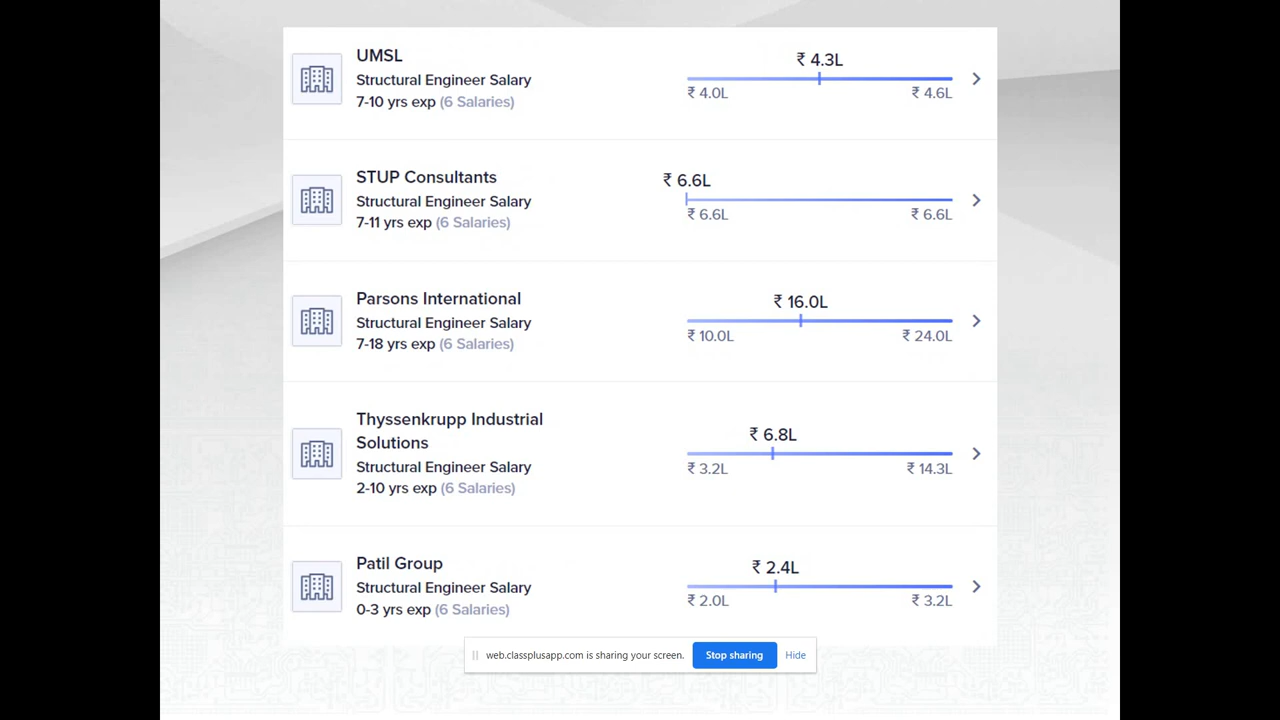 UMSL
Structural Engineer Salary
7-10 yrs exp (6 Salaries)
₹ 4.3L
₹ 4.0L
₹ 4.6L
STUP Consultants
Structural Engineer Salary
7-11 yrs exp (6 Salaries)
₹ 6.6L
₹ 6.6L
₹ 6.6L
Parsons International
Structural Engineer Salary
7-18 yrs exp (6 Salaries)
₹ 16.0L
₹ 10.0L
₹ 24.0L
Thyssenkrupp Industrial
Solutions
Structural Engineer Salary
2-10 yrs exp (6 Salaries)
₹ 6.8L
₹ 3.2L
₹ 14.3L
Patil Group
Structural Engineer Salary
0-3 yrs exp (6 Salaries)
₹ 2.4L
₹ 2.0L
₹ 3.2L
web.classplusapp.com is sharing your screen. Stop sharing Hide